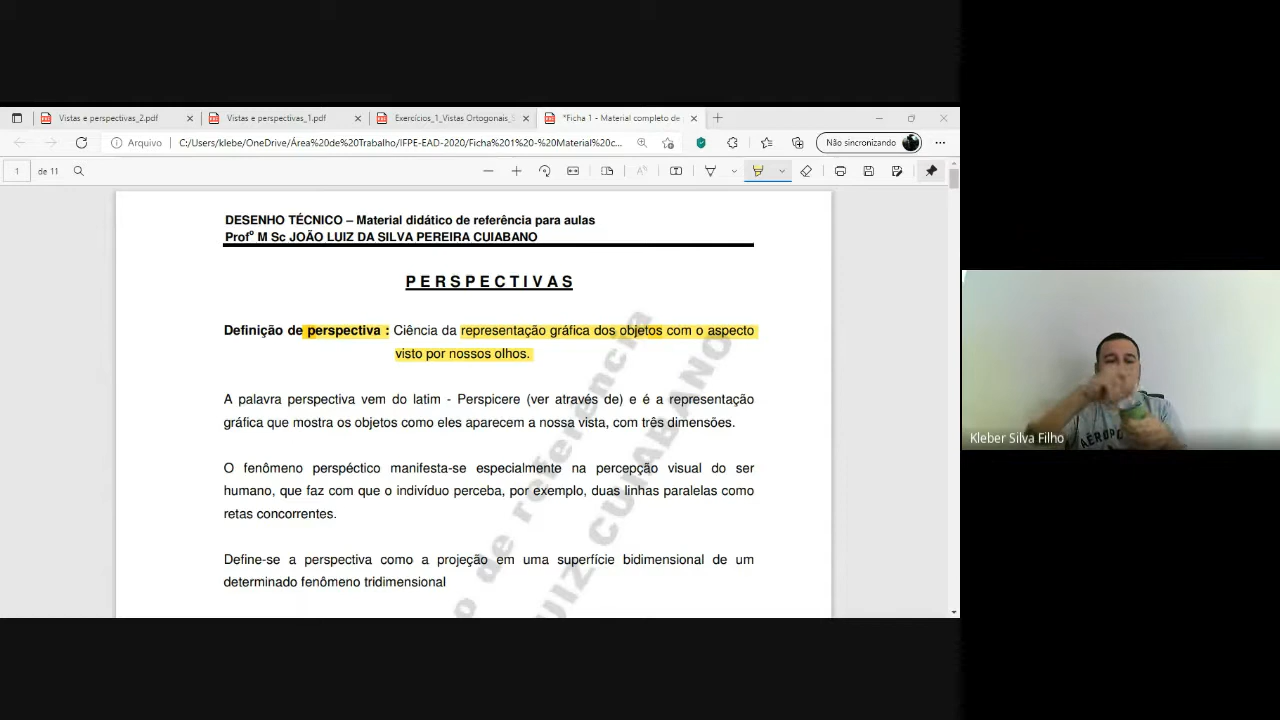 Vistas e perspectivas_2.pdf
Vistas e perspectivas_1.pdf
Exercícios_1_Vistas Ortogonais_
*Ficha 1 - Material completo de
Arquivo
C:/Users/klebe/OneDrive/Área%20de%20Trabalho/IFPE-EAD-2020/Ficha%201%20-%20Material%20c...
Não sincronizando
1 de 11
DESENHO TÉCNICO – Material didático de referência para aulas
Profº M Sc JOÃO LUIZ DA SILVA PEREIRA CUIABANO
PERSPECTIVAS
Definição de perspectiva : Ciência da representação gráfica dos objetos com o aspecto
visto por nossos olhos.
A palavra perspectiva vem do latim - Perspicere (ver através de) e é a representação
gráfica que mostra os objetos como eles aparecem a nossa vista, com três dimensões.
O fenômeno perspéctico manifesta-se especialmente na percepção visual do ser
humano, que faz com que o indivíduo perceba, por exemplo, duas linhas paralelas como
retas concorrentes.
Define-se a perspectiva como a projeção em uma superfície bidimensional de um
determinado fenômeno tridimensional
o de referência
UIZ CUIABANO
Kleber Silva Filho